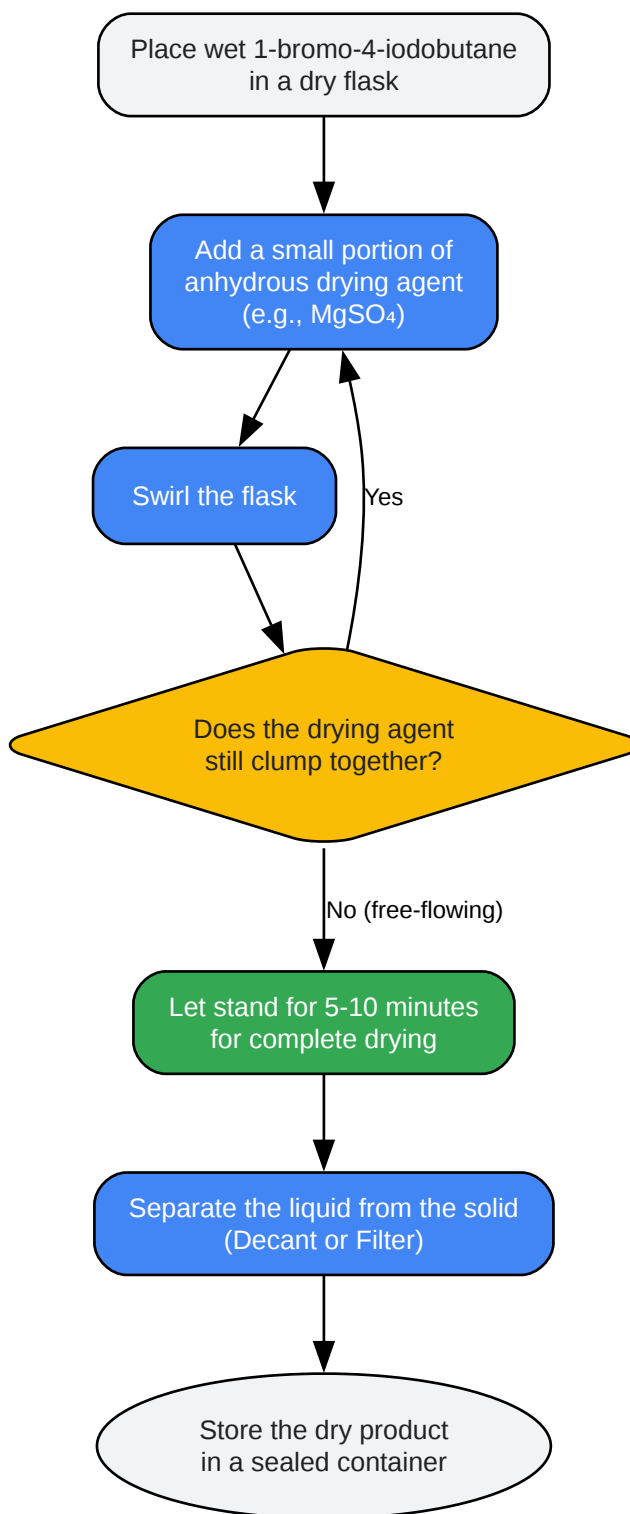 Place wet 1-bromo-4-iodobutane
in a dry flask
Add a small portion of
anhydrous drying agent
(e.g., MgSO₄)
Swirl the flask
Yes
Does the drying agent
still clump together?
No (free-flowing)
Let stand for 5-10 minutes
for complete drying
Separate the liquid from the solid
(Decant or Filter)
Store the dry product
in a sealed container